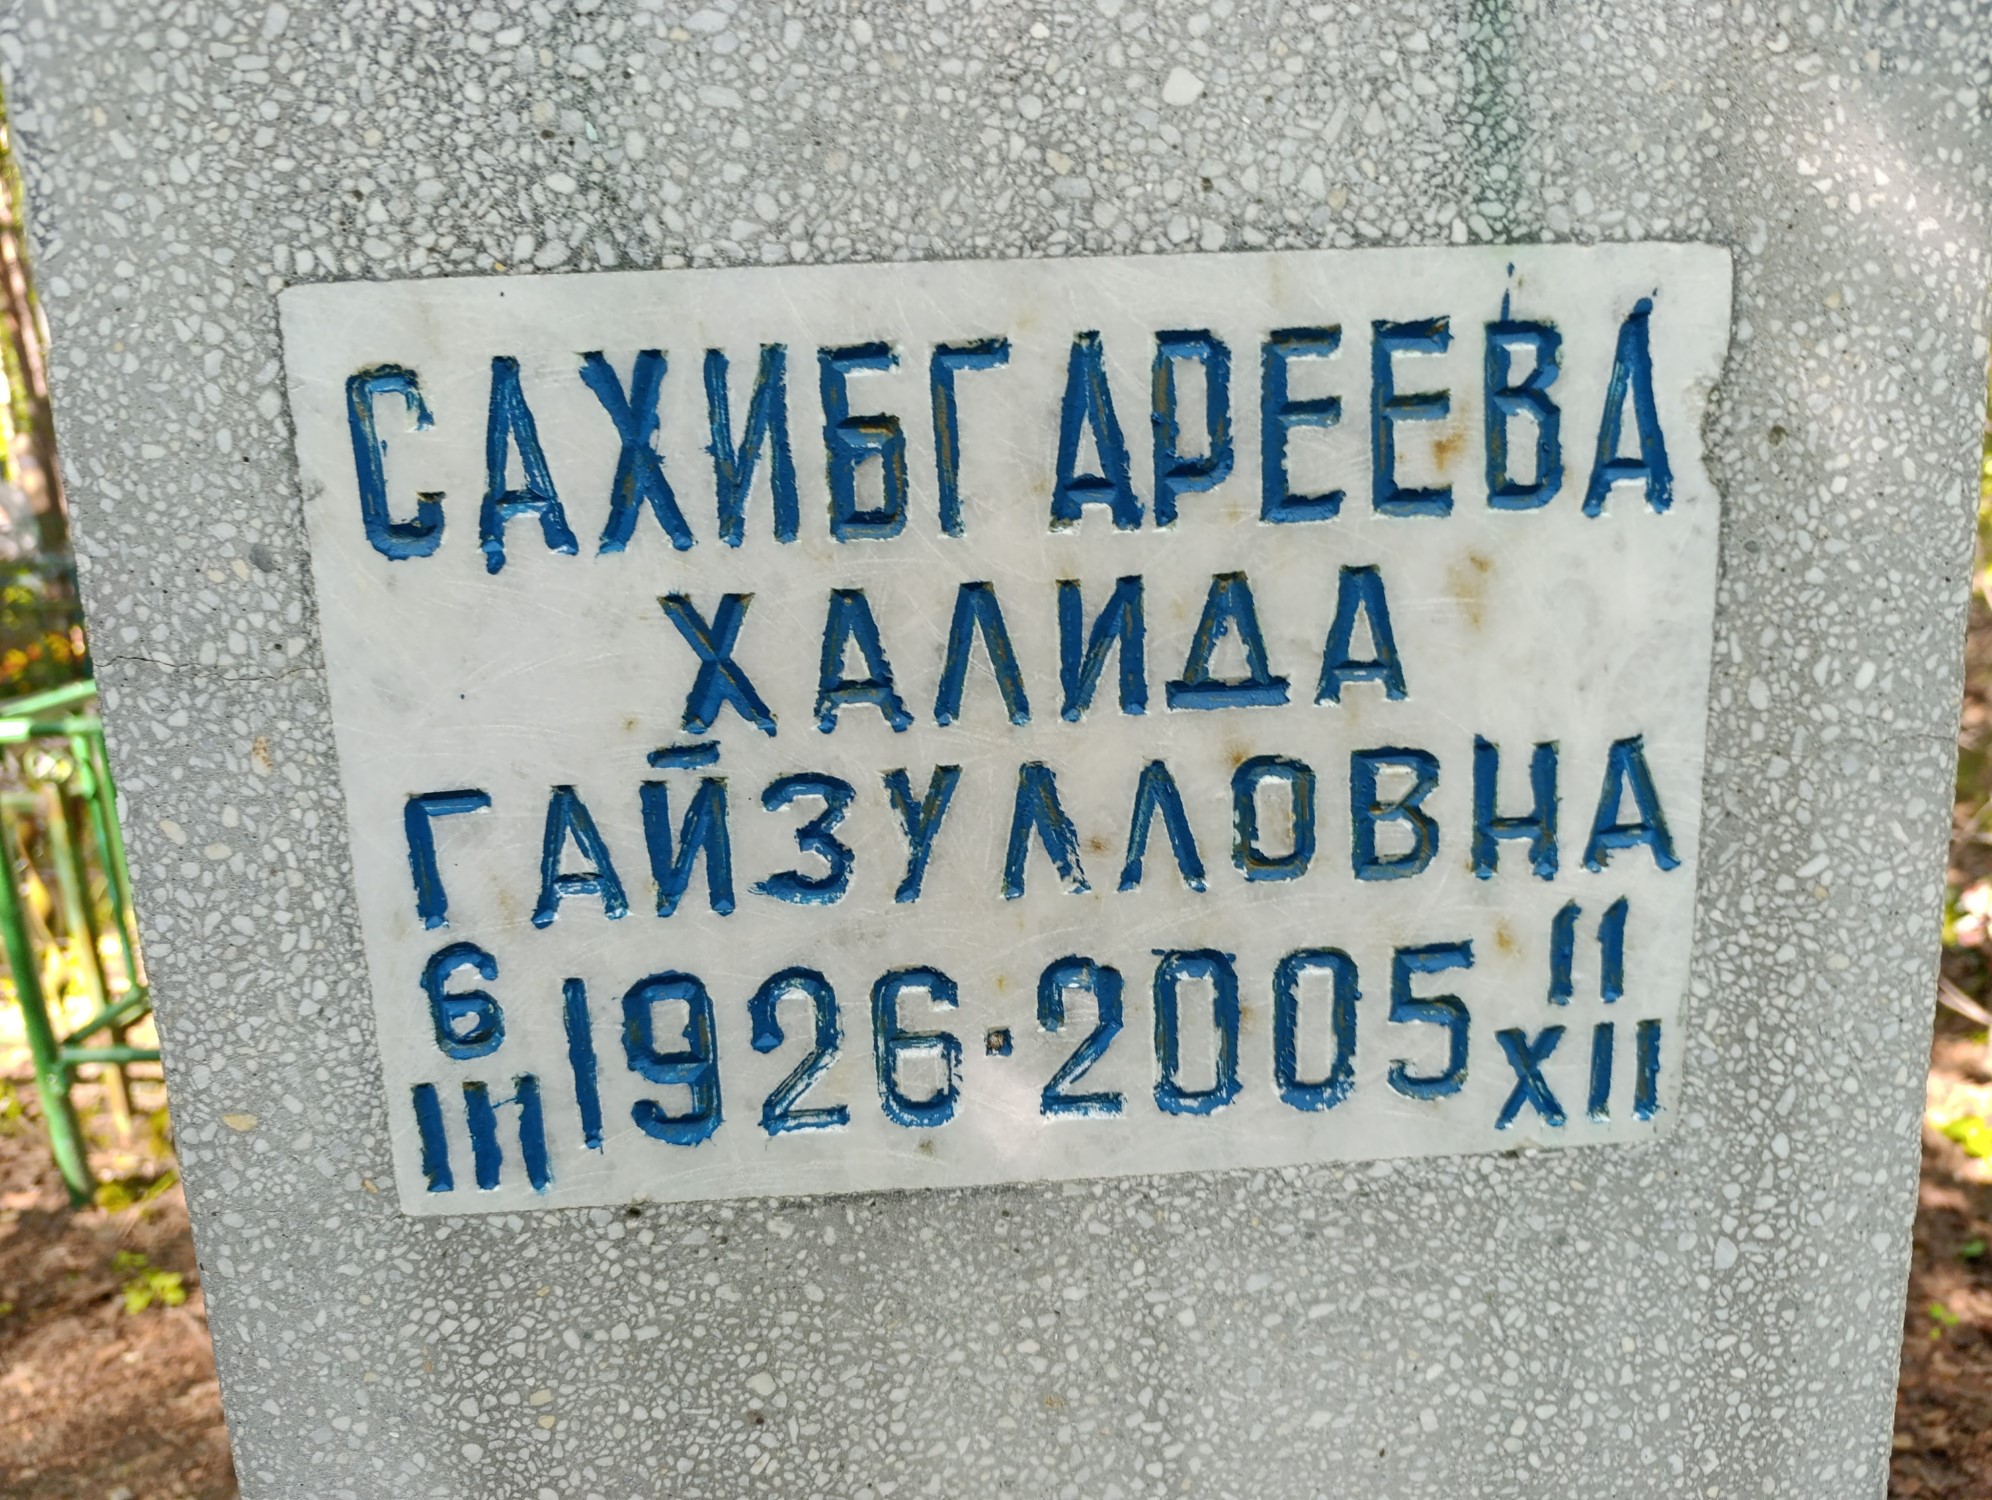 САХИБГАРЕЕВА
ХАЛИДА
ГАЙЗУЛЛОВНА
6 III 1926·2005 11 XII